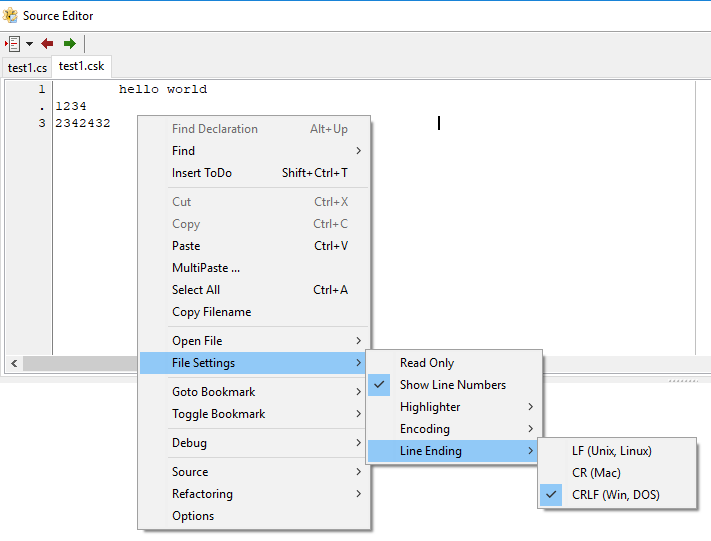 Source Editor
test1.cs test1.csk
1 hello world
. 1234
3 2342432
Find Declaration Alt+Up
Find
Insert ToDo Shift+Ctrl+T
Cut Ctrl+X
Copy Ctrl+C
Paste Ctrl+V
MultiPaste ...
Select All Ctrl+A
Copy Filename
Open File
File Settings
Goto Bookmark
Toggle Bookmark
Debug
Source
Refactoring
Options
Read Only
Show Line Numbers
Highlighter
Encoding
Line Ending
LF (Unix, Linux)
CR (Mac)
CRLF (Win, DOS)